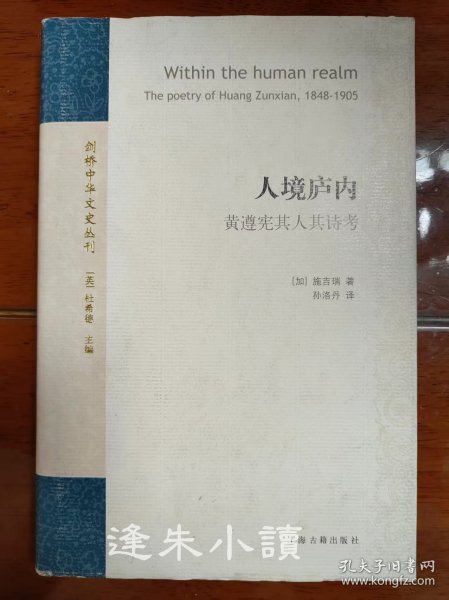 Within the human realm
The poetry of Huang Zunxian, 1848-1905
人境庐内
黄遵宪其人其诗考
[加] 施吉瑞 著
孙洛丹 译
剑桥中华文史丛刊
[英] 杜希德 主编
上海古籍出版社
逢朱小讀
孔夫子旧书网
www.kongfz.com